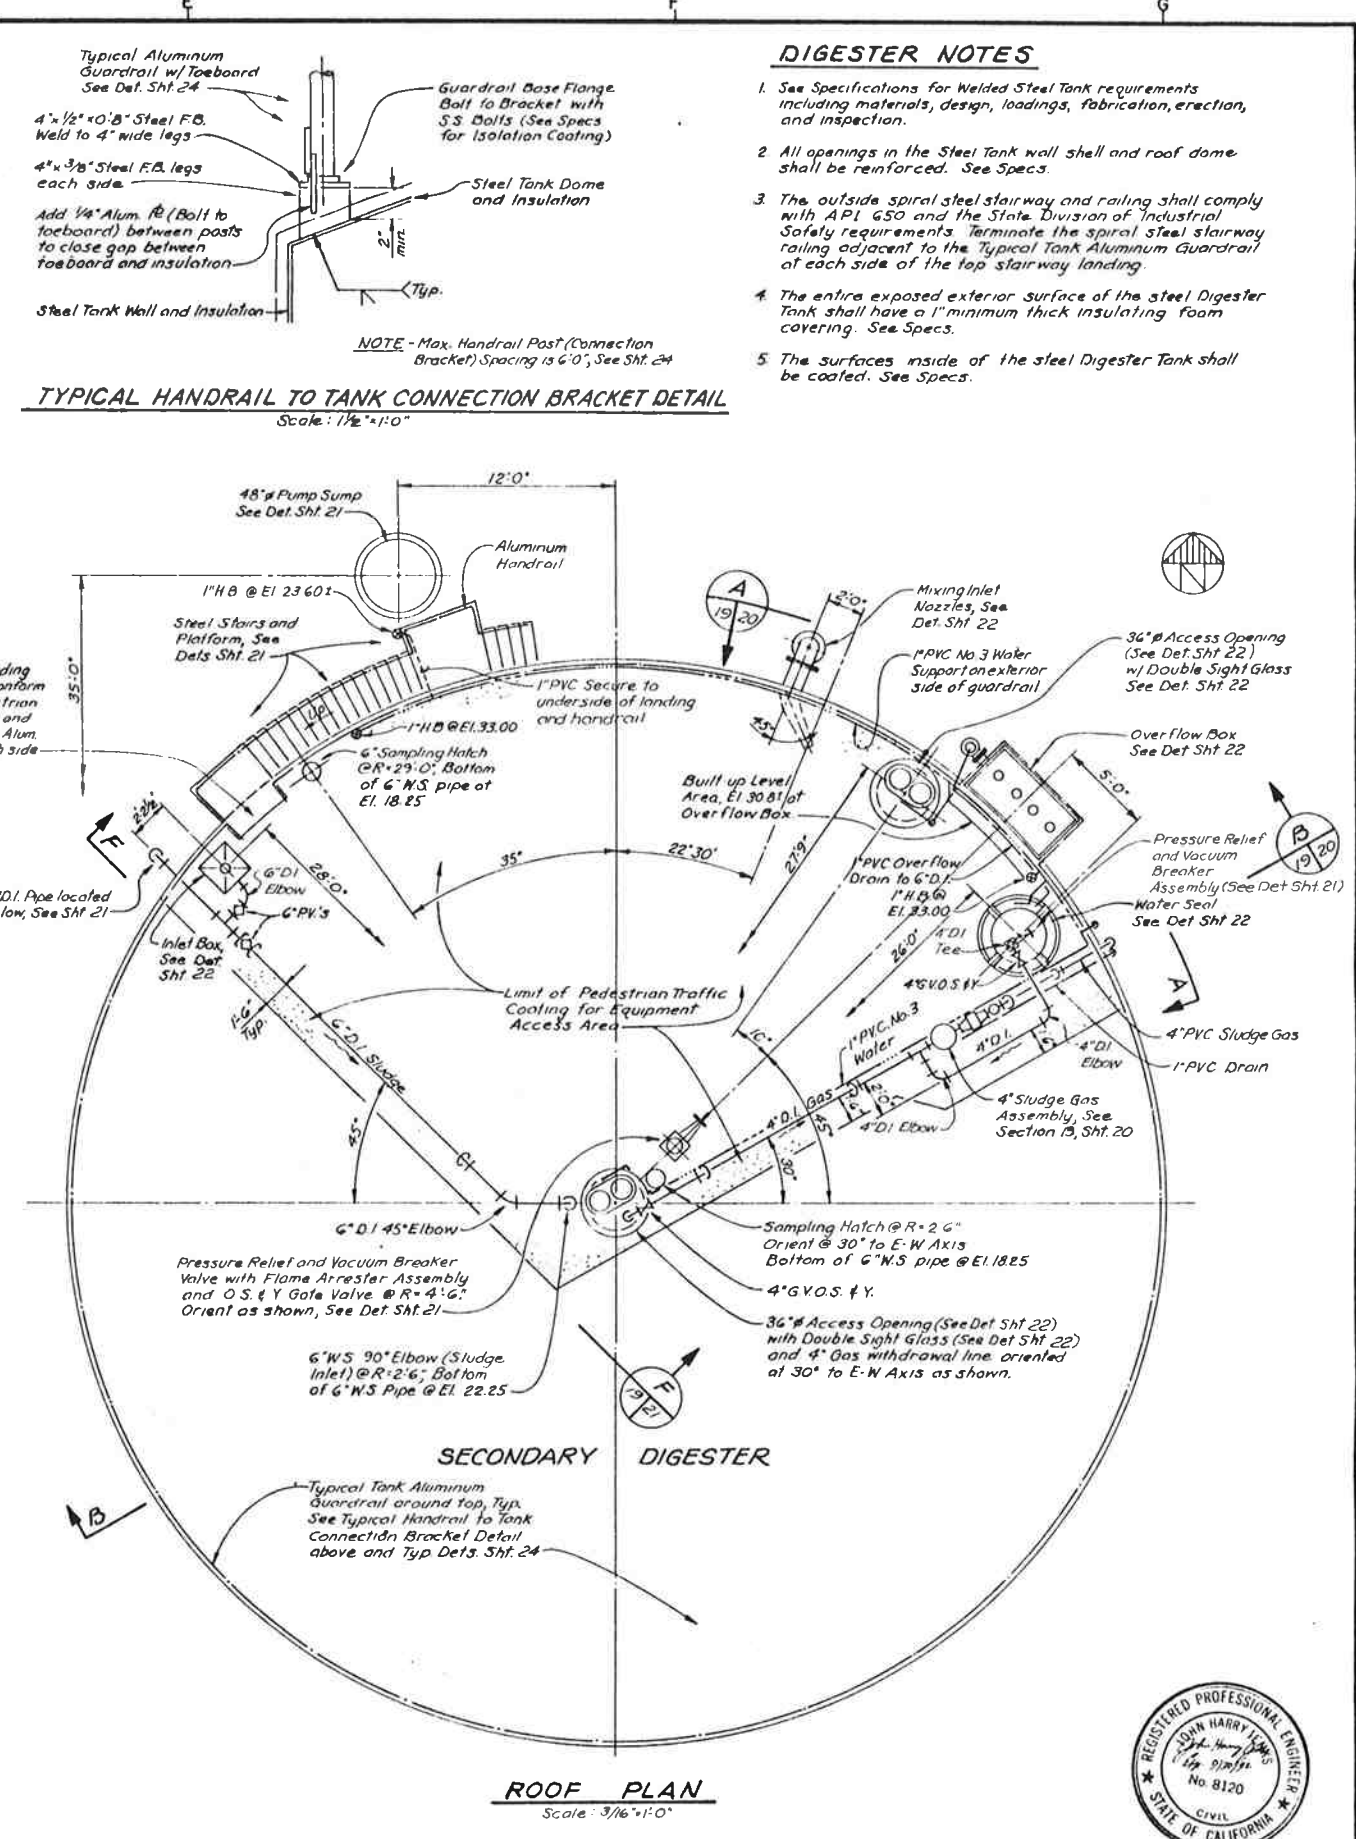 E
F
G
Typical Aluminum
Guardrail w/ Toeboard
See Det. Sht. 24
4"x 1/2" x0'-8" Steel F.B.
Weld to 4" wide legs
4"x 3/8" Steel F.B. legs
each side
Add 1/4" Alum. PL (Bolt to
toeboard) between posts
to close gap between
toeboard and insulation
Steel Tank Wall and Insulation
Guardrail Base Flange
Bolt to Bracket with
S.S. Bolts (See Specs
for Isolation Coating)
Steel Tank Dome
and Insulation
2"
min.
Typ.
NOTE - Max. Handrail Post (Connection
Bracket) Spacing is 6'-0", See Sht. 24
TYPICAL HANDRAIL TO TANK CONNECTION BRACKET DETAIL
Scale: 1 1/2"=1'-0"
DIGESTER NOTES
1. See Specifications for Welded Steel Tank requirements
including materials, design, loadings, fabrication, erection,
and inspection.
2. All openings in the Steel Tank wall shell and roof dome
shall be reinforced. See Specs.
3. The outside spiral steel stairway and railing shall comply
with API 650 and the State Division of Industrial
Safety requirements. Terminate the spiral steel stairway
railing adjacent to the Typical Tank Aluminum Guardrail
at each side of the top stairway landing.
4. The entire exposed exterior surface of the steel Digester
Tank shall have a 1" minimum thick insulating foam
covering. See Specs.
5. The surfaces inside of the steel Digester Tank shall
be coated. See Specs.
12'-0"
48"ø Pump Sump
See Det. Sht. 21
Aluminum
Handrail
1" H.B. @ El. 23.60±
Steel Stairs and
Platform, See
Dets Sht. 21
35'-0"
and
Alum.
side
UP
1" PVC Secure to
underside of landing
and handrail
1" H.B. @ El. 33.00
6" Sampling Hatch
@ R=29'-0", Bottom
of 6" W.S. pipe at
El. 18.25
A
19 20
2'-0"
Mixing Inlet
Nozzles, See
Det. Sht 22
1" PVC No. 3 Water
Support on exterior
side of guardrail
36"ø Access Opening
(See Det. Sht 22)
w/ Double Sight Glass
See Det. Sht 22
Overflow Box
See Det Sht 22
45°
Built up Level
Area, El 30.81 at
Overflow Box
5'-0"
B
19 20
Pressure Relief
and Vacuum
Breaker
Assembly (See Det Sht. 21)
Water Seal
See Det Sht 22
2'-2 1/2"
F
D.I. Pipe located
See Sht 21
28'-0"
6" D.I
Elbow
6" P.V.'s
Inlet Box,
See Det.
Sht 22
35°
22°30'
27'-9"
1" PVC Overflow
Drain to 6" D.I.
1" H.B @
El. 33.00
4" D.I
Tee
26'-0"
4" G.V.O.S & Y
A
1'-6"
Typ.
6" D.I. Sludge
Limit of Pedestrian Traffic
Coating for Equipment
Access Area
10°
1" P.V.C. No. 3
Water
4" D.I.
4" D.I
Elbow
4" PVC Sludge Gas
1" PVC Drain
4" Sludge Gas
Assembly, See
Section B, Sht. 20
4" D.I. Gas
2'-0"
4" D.I Elbow
45°
45°
30°
6" D.I 45° Elbow
Pressure Relief and Vacuum Breaker
Valve with Flame Arrester Assembly
and O.S. & Y Gate Valve @ R= 4'-6".
Orient as shown, See Det. Sht. 21
6" W.S 90° Elbow (Sludge
Inlet) @ R=2'-6", Bottom
of 6" W.S Pipe @ El. 22.25
Sampling Hatch @ R= 2'-6"
Orient @ 30° to E-W Axis
Bottom of 6" W.S pipe @ El. 18.25
4" G.V.O.S. & Y.
36"ø Access Opening (See Det Sht 22)
with Double Sight Glass (See Det Sht 22)
and 4" Gas withdrawal line oriented
at 30° to E-W Axis as shown.
F
19 21
SECONDARY DIGESTER
Typical Tank Aluminum
Guardrail around top, Typ.
See Typical Handrail to Tank
Connection Bracket Detail
above and Typ Dets. Sht. 24
B
ROOF PLAN
Scale: 3/16"=1'-0"
REGISTERED PROFESSIONAL ENGINEER
JOHN HARRY JENKS
No. 8120
CIVIL
STATE OF CALIFORNIA